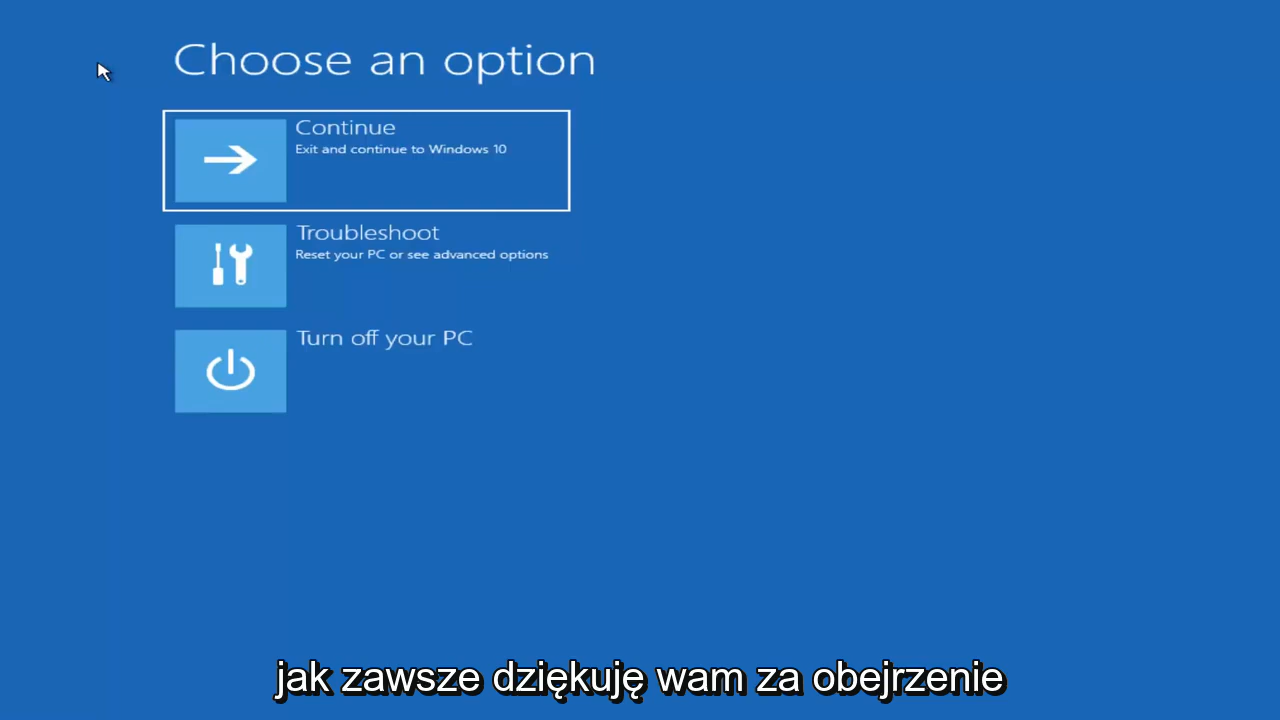 Choose an option
Continue
Exit and continue to Windows 10
Troubleshoot
Reset your PC or see advanced options
Turn off your PC
jak zawsze dziękuję wam za obejrzenie